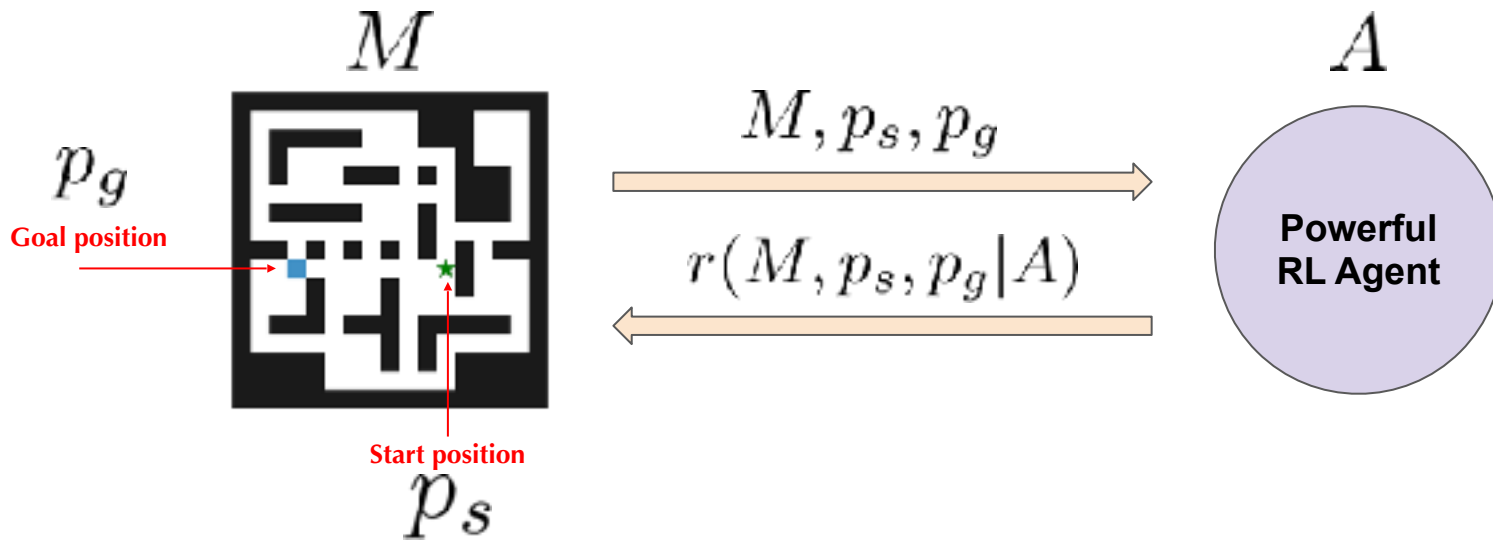 M
A
M, p_s, p_g
p_g
Goal position
r(M, p_s, p_g|A)
Powerful
RL Agent
Start position
p_s